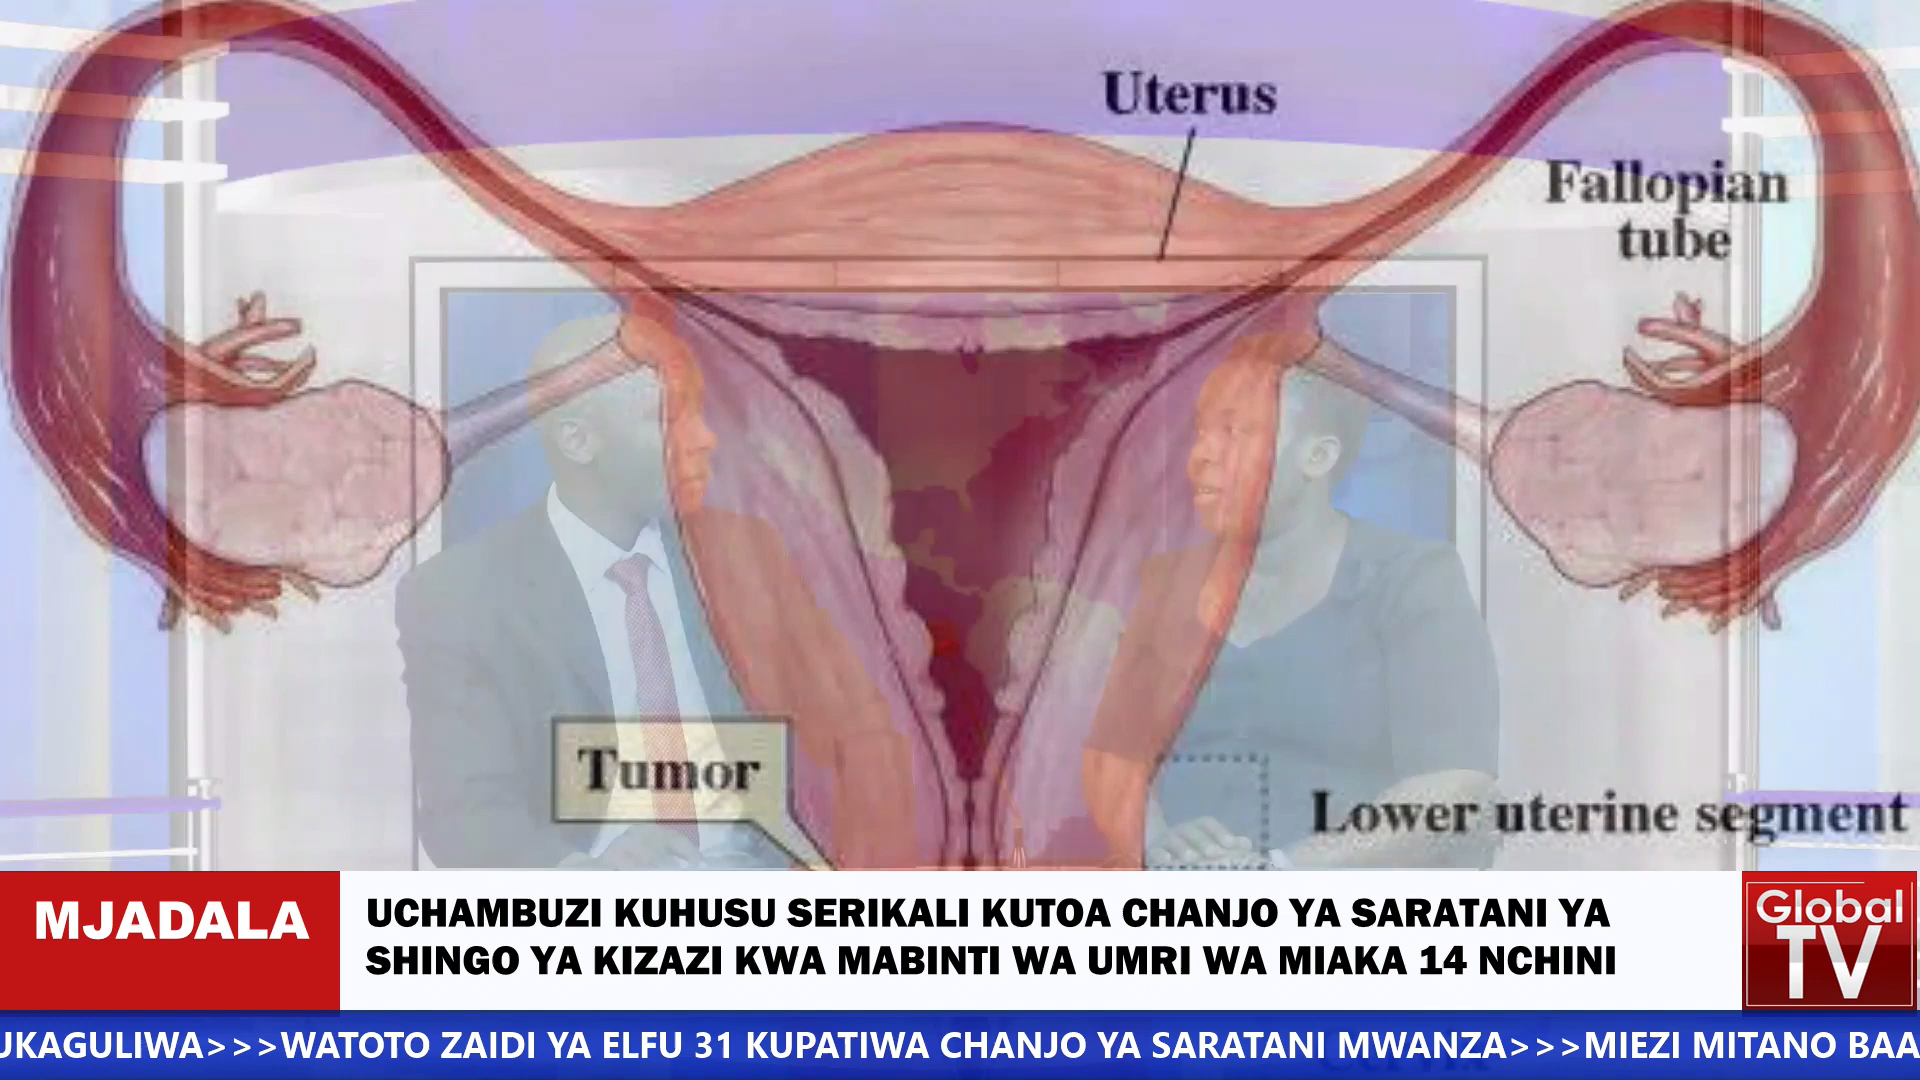 Uterus
Fallopian
tube
Tumor
Lower uterine segment
MJADALA
UCHAMBUZI KUHUSU SERIKALI KUTOA CHANJO YA SARATANI YA
SHINGO YA KIZAZI KWA MABINTI WA UMRI WA MIAKA 14 NCHINI
Global
TV
UKAGULIWA>>>WATOTO ZAIDI YA ELFU 31 KUPATIWA CHANJO YA SARATANI MWANZA>>>MIEZI MITANO BAA